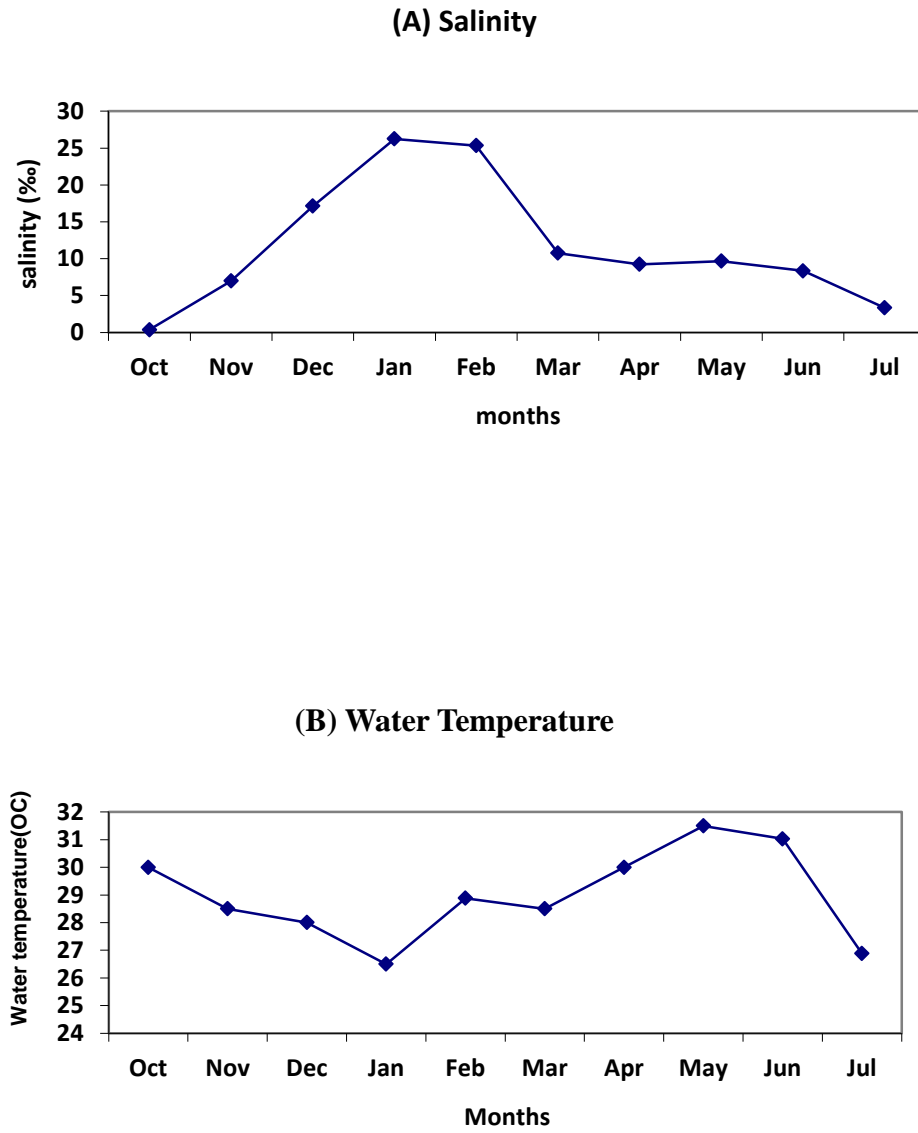 (A) Salinity
30
25
20
15
10
5
0
salinity (‰)
Oct Nov Dec Jan Feb Mar Apr May Jun Jul
months
(B) Water Temperature
32
31
30
29
28
27
26
25
24
Water temperature(OC)
Oct Nov Dec Jan Feb Mar Apr May Jun Jul
Months